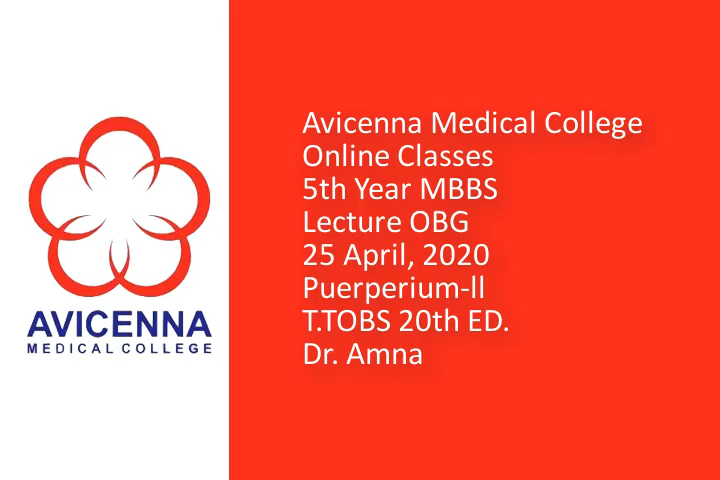 AVICENNA
MEDICAL COLLEGE
Avicenna Medical College
Online Classes
5th Year MBBS
Lecture OBG
25 April, 2020
Puerperium-ll
T.TOBS 20th ED.
Dr. Amna